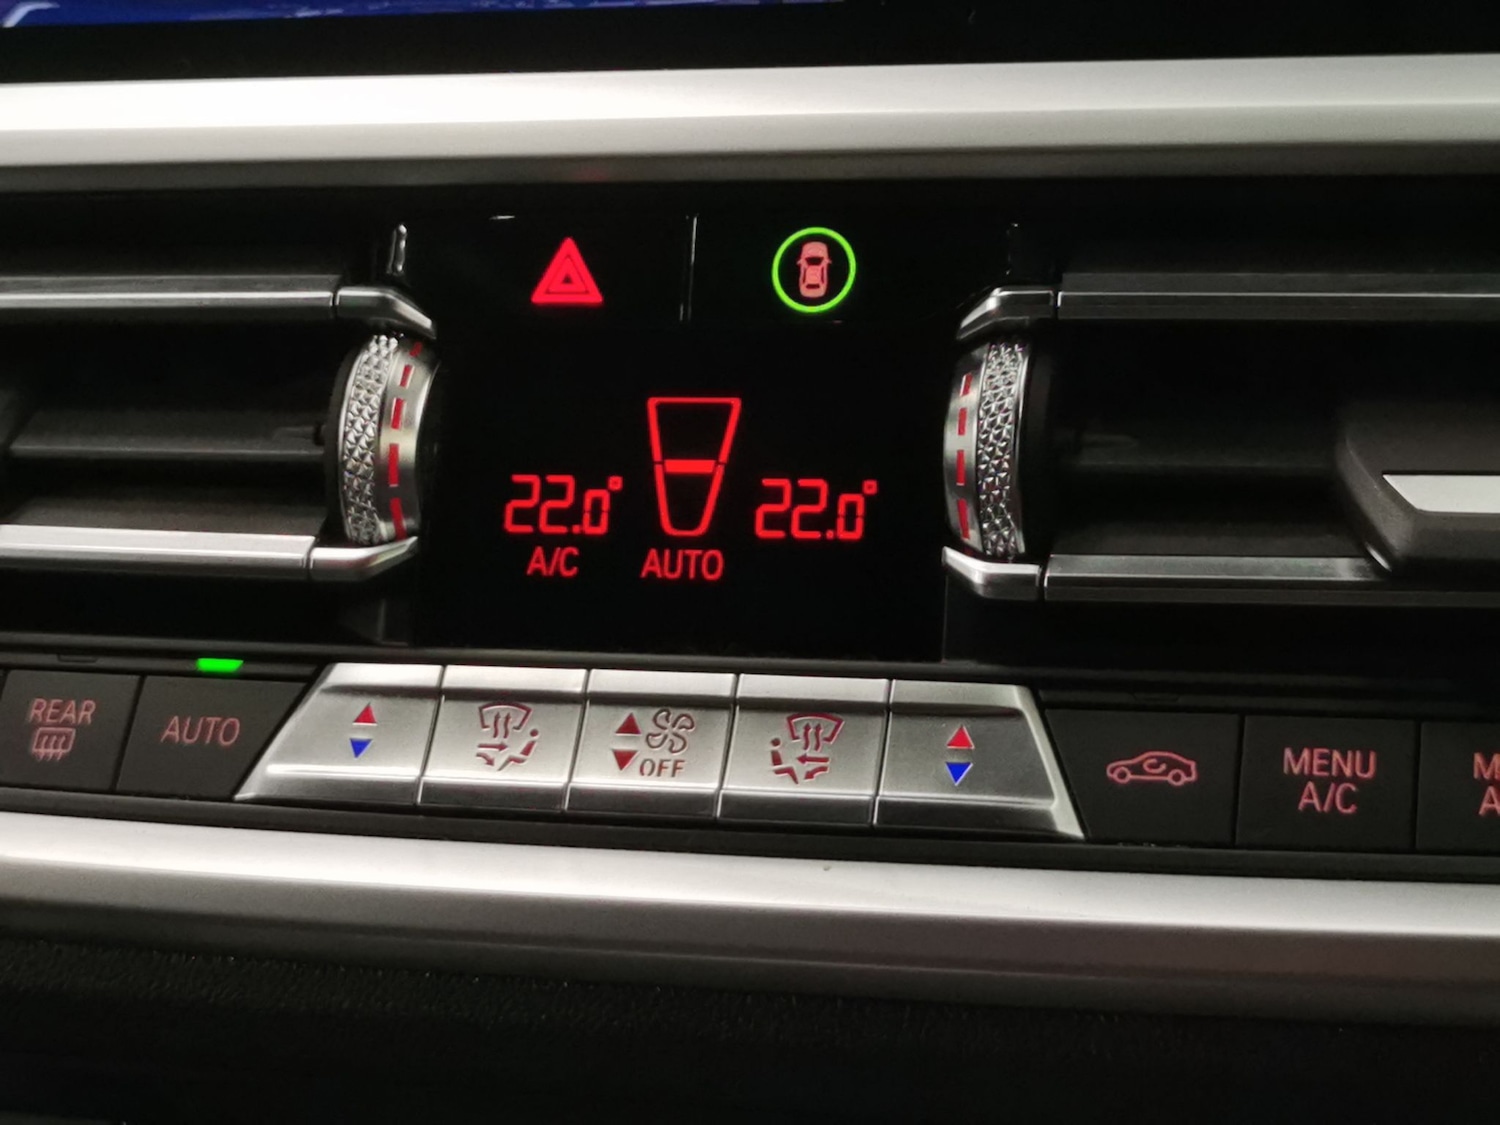 22.0°
22.0°
A/C
AUTO
REAR
AUTO
OFF
MENU
A/C